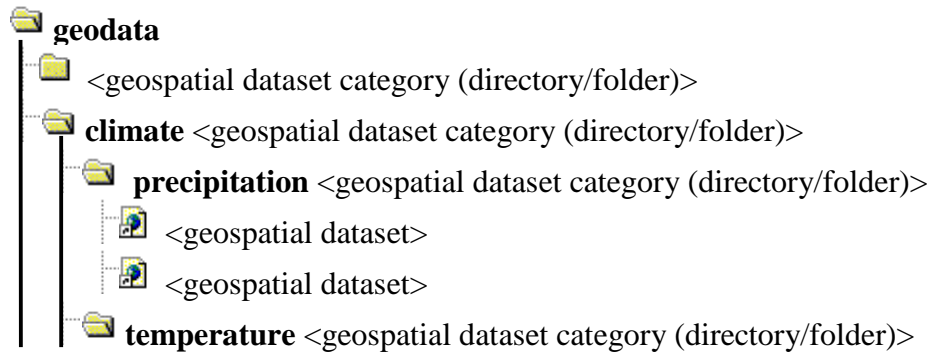 geodata
<geospatial dataset category (directory/folder)>
climate <geospatial dataset category (directory/folder)>
precipitation <geospatial dataset category (directory/folder)>
<geospatial dataset>
<geospatial dataset>
temperature <geospatial dataset category (directory/folder)>